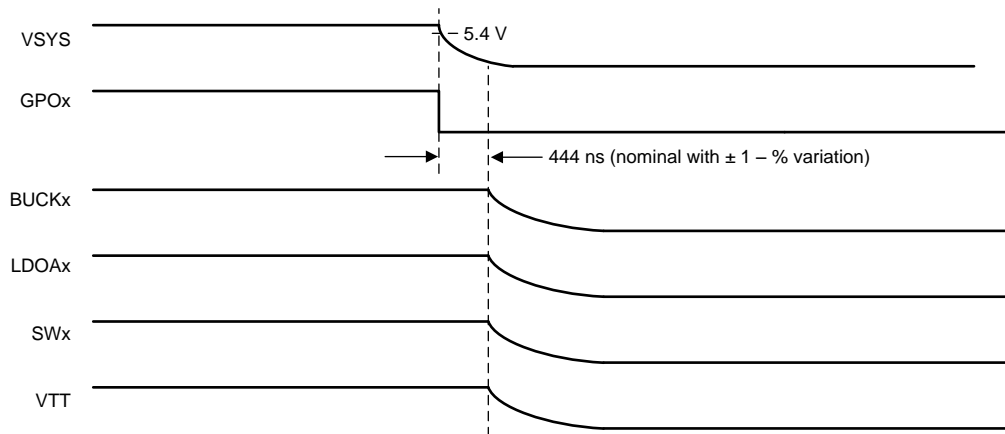 VSYS
5.4 V
GPOx
444 ns (nominal with ± 1 – % variation)
BUCKx
LDOAx
SWx
VTT